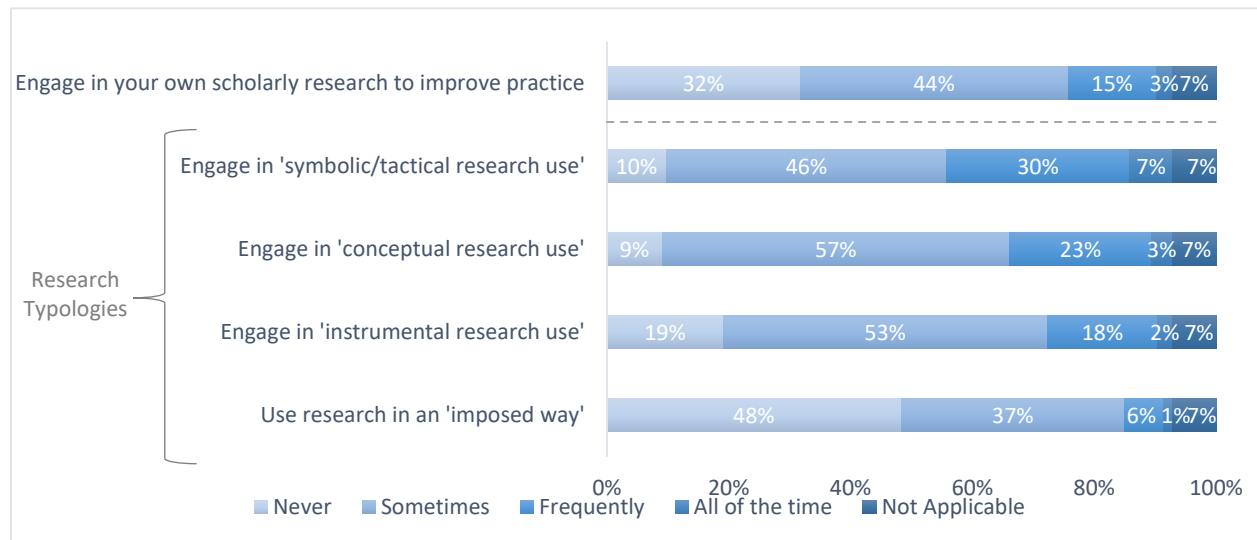 Engage in your own scholarly research to improve practice
32% 44% 15% 3% 7%
Engage in 'symbolic/tactical research use'
10% 46% 30% 7% 7%
Engage in 'conceptual research use'
9% 57% 23% 3% 7%
Research
Typologies
Engage in 'instrumental research use'
19% 53% 18% 2% 7%
Use research in an 'imposed way'
48% 37% 6% 1% 7%
0% 20% 40% 60% 80% 100%
Never Sometimes Frequently All of the time Not Applicable